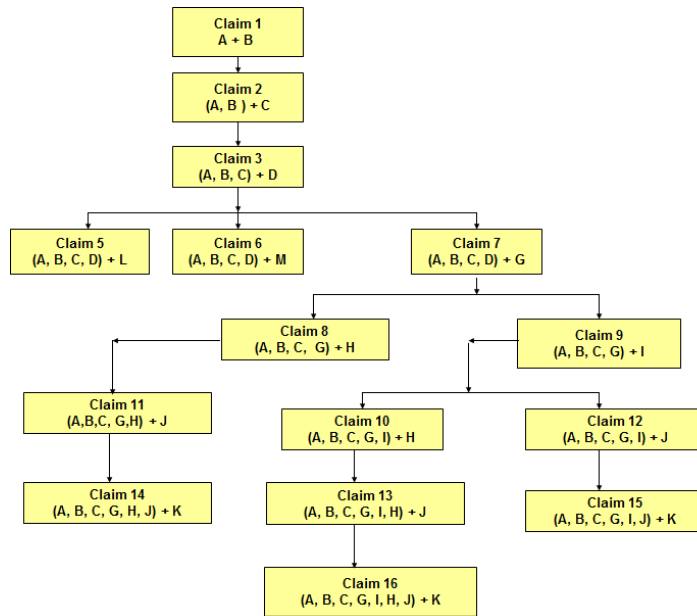 Claim 1
A + B
Claim 2
(A, B ) + C
Claim 3
(A, B, C) + D
Claim 5
(A, B, C, D) + L
Claim 6
(A, B, C, D) + M
Claim 7
(A, B, C, D) + G
Claim 8
(A, B, C,  G) + H
Claim 9
(A, B, C, G) + I
Claim 11
(A,B,C, G,H) + J
Claim 10
(A, B, C, G, I) + H
Claim 12
(A, B, C, G, I) + J
Claim 14
(A, B, C, G, H, J) + K
Claim 13
(A, B, C, G, I, H) + J
Claim 15
(A, B, C, G, I, J) + K
Claim 16
(A, B, C, G, I, H, J) + K